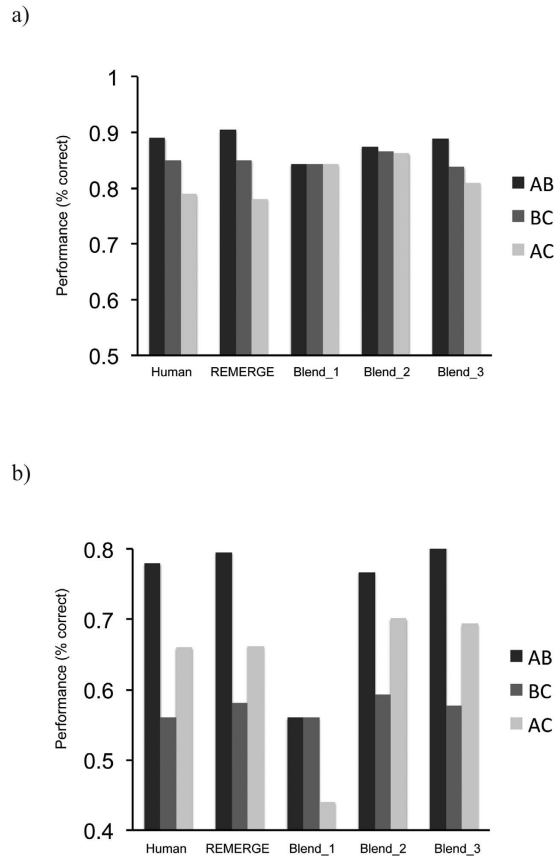 a)
Performance (% correct)
1
0.9
0.8
0.7
0.6
0.5
Human REMERGE Blend_1 Blend_2 Blend_3
AB
BC
AC
b)
Performance (% correct)
0.8
0.7
0.6
0.5
0.4
Human REMERGE Blend_1 Blend_2 Blend_3
AB
BC
AC